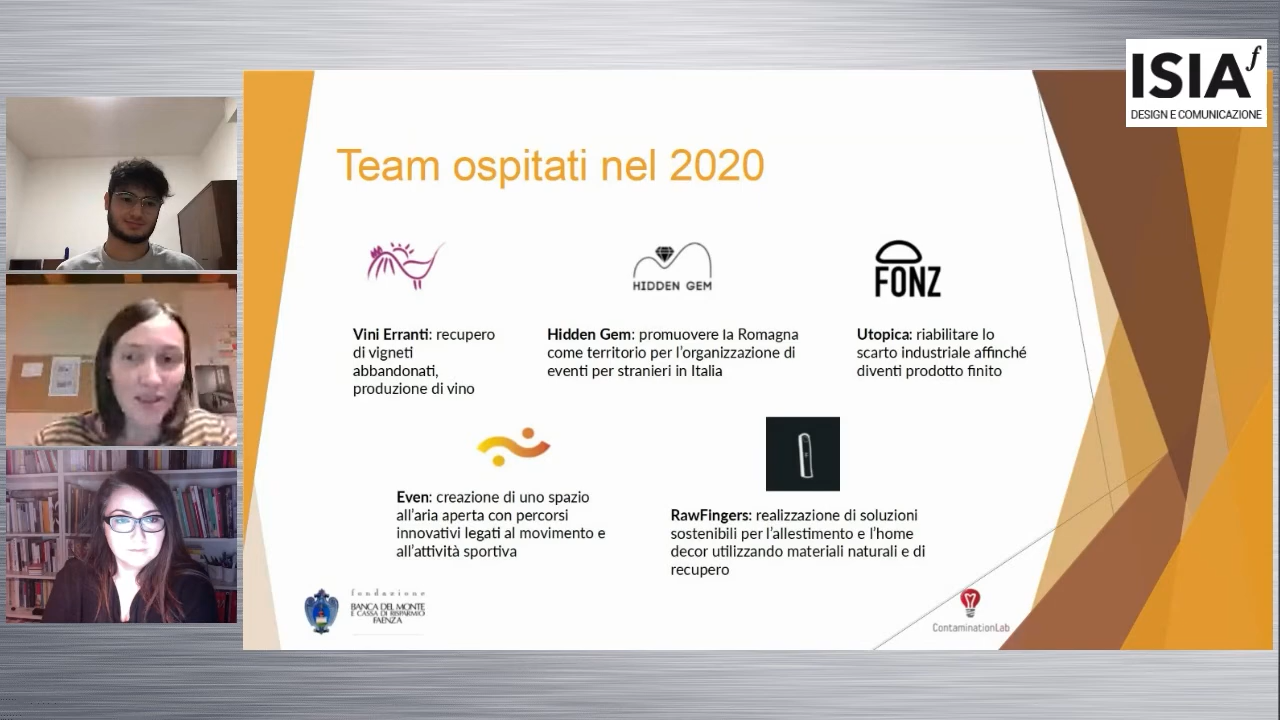 ISIAf
DESIGN E COMUNICAZIONE
Team ospitati nel 2020
HIDDEN GEM
FONZ
Vini Erranti: recupero
di vigneti
abbandonati,
produzione di vino
Hidden Gem: promuovere la Romagna
come territorio per l'organizzazione di
eventi per stranieri in Italia
Utopica: riabilitare lo
scarto industriale affinché
diventi prodotto finito
Even: creazione di uno spazio
all'aria aperta con percorsi
innovativi legati al movimento e
all'attività sportiva
RawFingers: realizzazione di soluzioni
sostenibili per l'allestimento e l'home
decor utilizzando materiali naturali e di
recupero
fondazione
BANCA DEL MONTE
E CASSA DI RISPARMIO
FAENZA
ContaminationLab